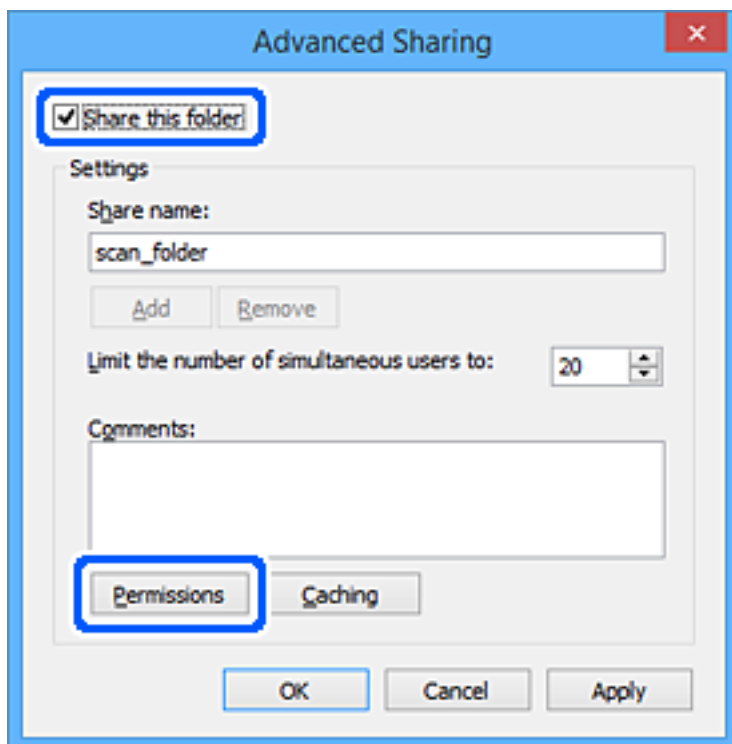 Advanced Sharing
Share this folder
Settings
Share name:
scan_folder
Add Remove
Limit the number of simultaneous users to: 20
Comments:
Permissions Caching
OK Cancel Apply